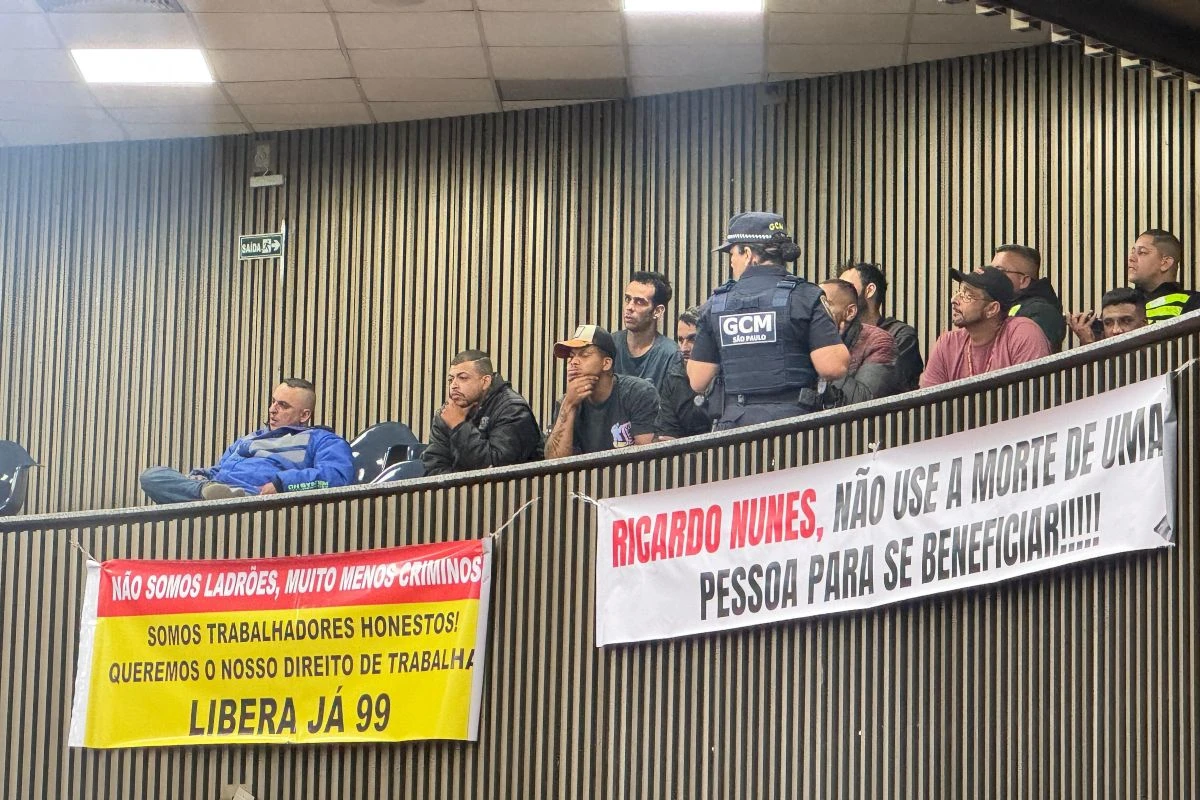 SAÍDA
GCM
GCM
SÃO PAULO
RICARDO NUNES, NÃO USE A MORTE DE UMA
PESSOA PARA SE BENEFICIAR!!!!!
NÃO SOMOS LADRÕES, MUITO MENOS CRIMINOS
SOMOS TRABALHADORES HONESTOS!
QUEREMOS O NOSSO DIREITO DE TRABALHA
LIBERA JÁ 99